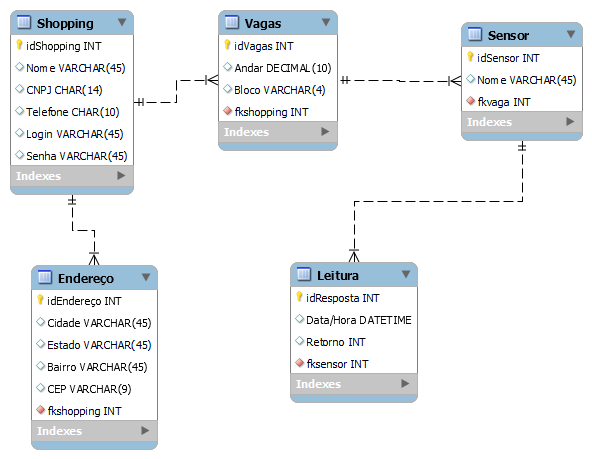 Shopping
idShopping INT
Nome VARCHAR(45)
CNPJ CHAR(14)
Telefone CHAR(10)
Login VARCHAR(45)
Senha VARCHAR(45)
Indexes
Vagas
idVagas INT
Andar DECIMAL(10)
Bloco VARCHAR(4)
fkshopping INT
Indexes
Sensor
idSensor INT
Nome VARCHAR(45)
fkvaga INT
Indexes
Endereço
idEndereço INT
Cidade VARCHAR(45)
Estado VARCHAR(45)
Bairro VARCHAR(45)
CEP VARCHAR(9)
fkshopping INT
Indexes
Leitura
idResposta INT
Data/Hora DATETIME
Retorno INT
fksensor INT
Indexes